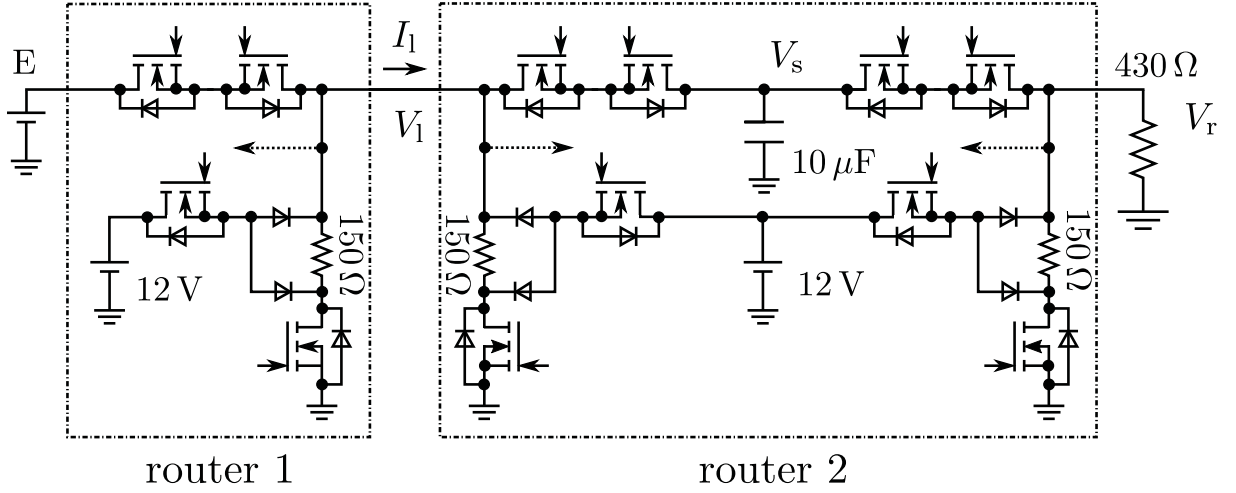 E
I_l
V_l
V_s
430 Ω
V_r
10 μF
150 Ω
12 V
150 Ω
12 V
150 Ω
router 1
router 2